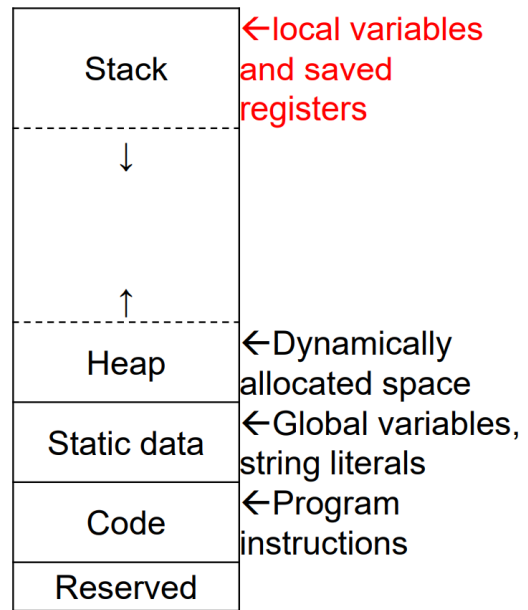 Stack
←local variables
and saved
registers
↓
↑
Heap
←Dynamically
allocated space
Static data
←Global variables,
string literals
Code
←Program
instructions
Reserved